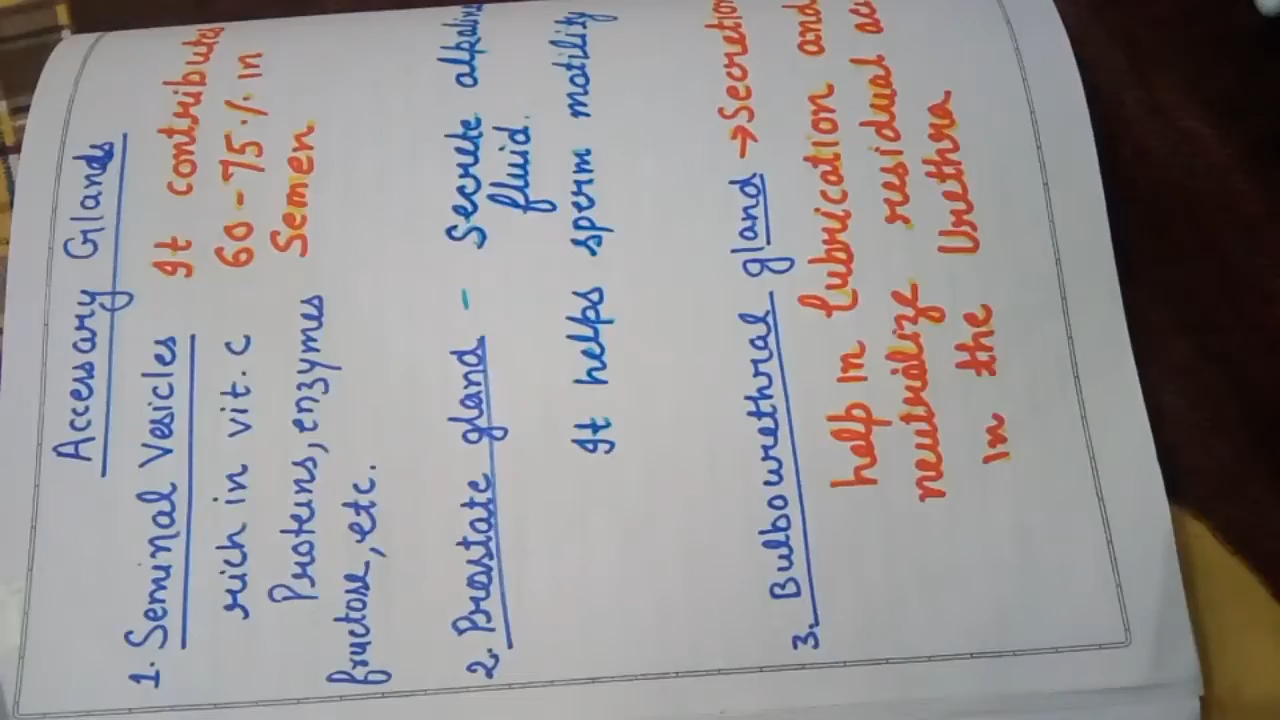 Accessary Glands
1. Seminal Vesicles
It contributes
rich in vit. C
60-75% in
Proteins, enzymes
Semen
fructose, etc.
2. Prostate gland - Secrete alkaline
fluid.
It helps sperm motility
3. Bulbourethral gland → Secretion
help in lubrication and
neutralize residual ac
in the Urethra